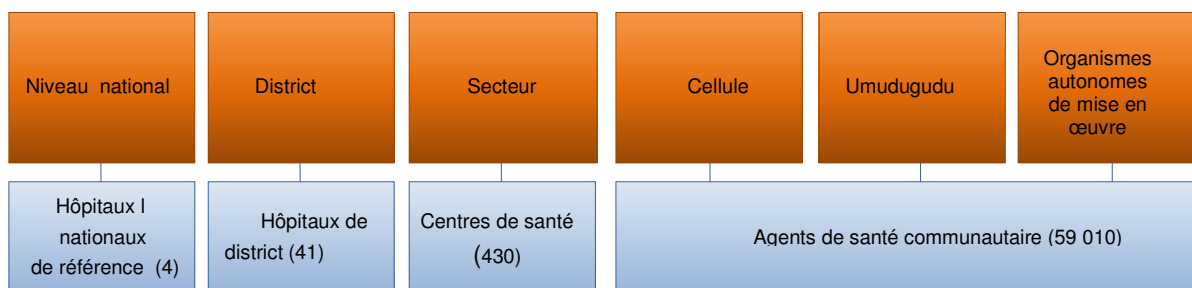 Niveau national
District
Secteur
Cellule
Umudugudu
Organismes
autonomes
de mise en
œuvre
Hôpitaux I
nationaux
de référence (4)
Hôpitaux de
district (41)
Centres de santé
(430)
Agents de santé communautaire (59 010)